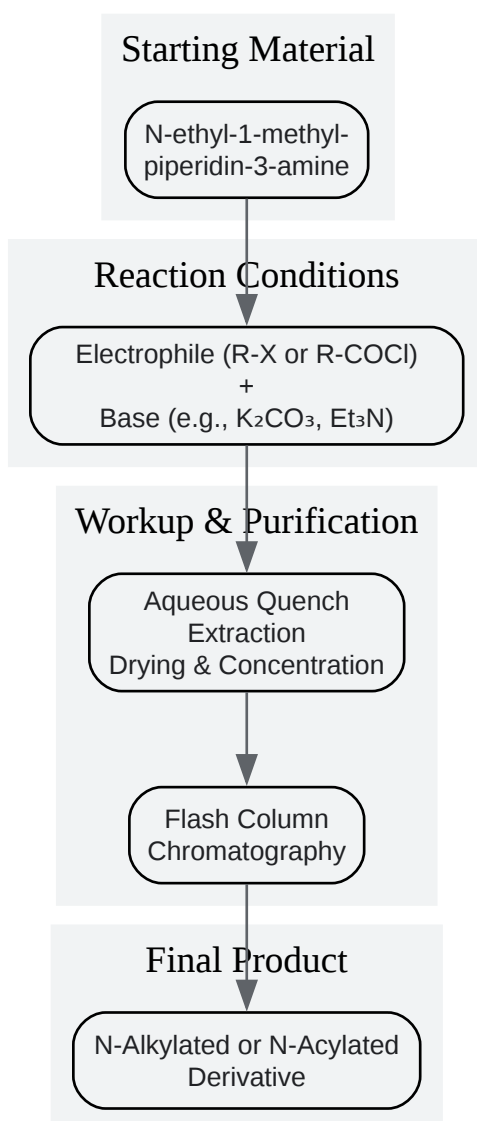 Starting Material
N-ethyl-1-methyl-
piperidin-3-amine
Reaction Conditions
Electrophile (R-X or R-COCl)
+
Base (e.g., K₂CO₃, Et₃N)
Workup & Purification
Aqueous Quench
Extraction
Drying & Concentration
Flash Column
Chromatography
Final Product
N-Alkylated or N-Acylated
Derivative